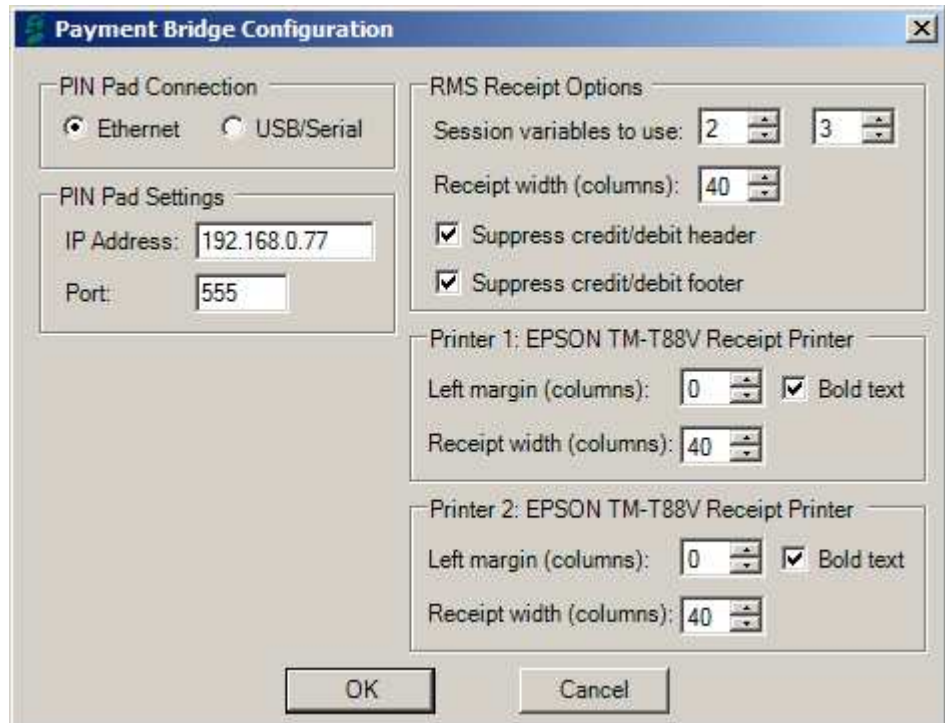 Payment Bridge Configuration
PIN Pad Connection
Ethernet USB/Serial
PIN Pad Settings
IP Address: 192.168.0.77
Port: 555
RMS Receipt Options
Session variables to use: 2 3
Receipt width (columns): 40
Suppress credit/debit header
Suppress credit/debit footer
Printer 1: EPSON TM-T88V Receipt Printer
Left margin (columns): 0 Bold text
Receipt width (columns): 40
Printer 2: EPSON TM-T88V Receipt Printer
Left margin (columns): 0 Bold text
Receipt width (columns): 40
OK Cancel